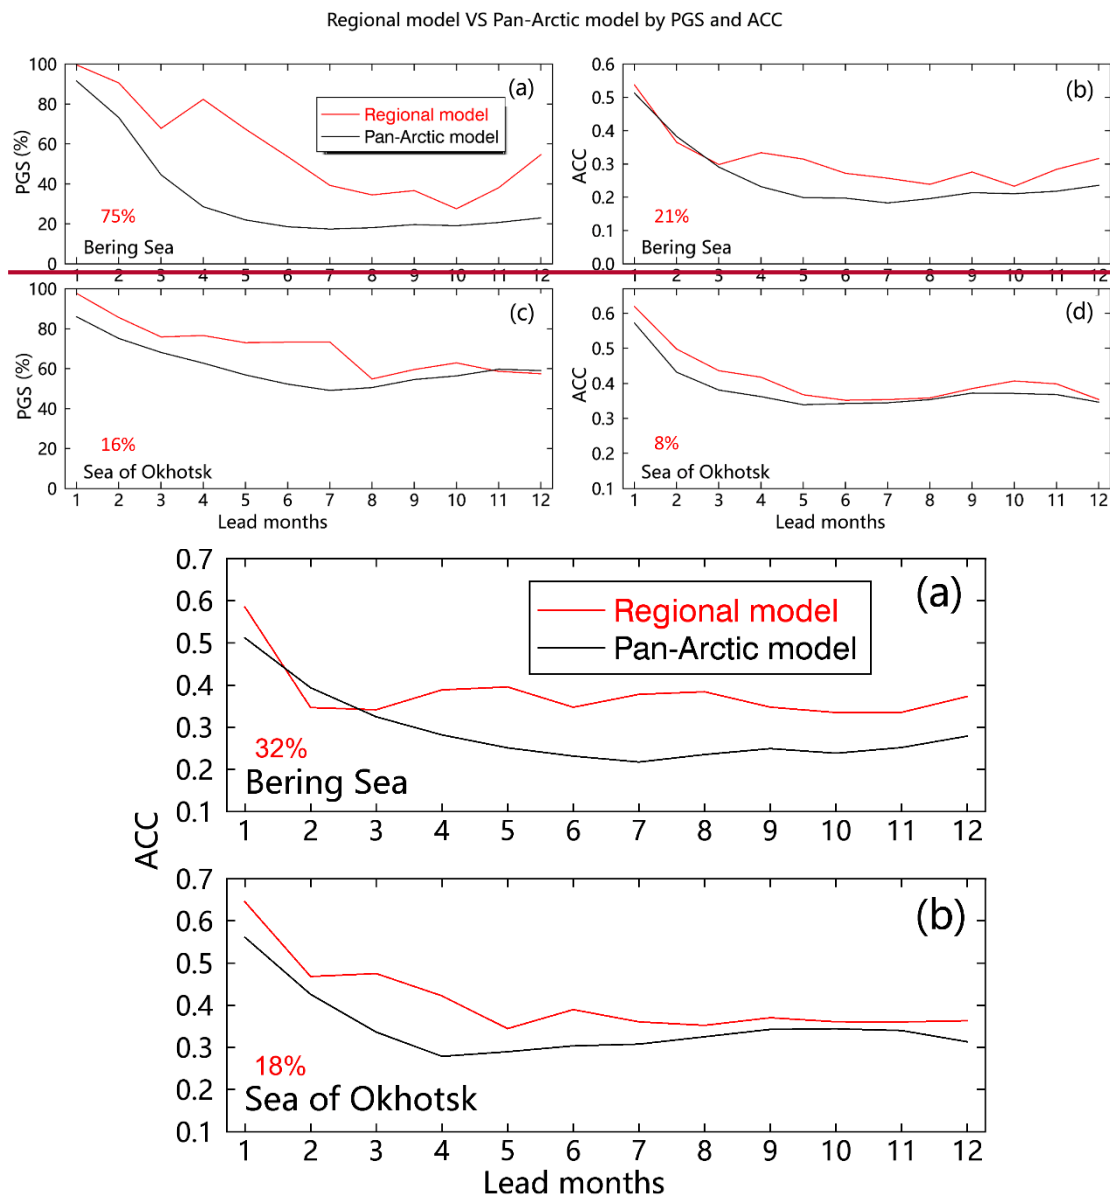 Regional model VS Pan-Arctic model by PGS and ACC
100
80
60
40
20
0
PGS (%)
(a)
Regional model
Pan-Arctic model
75%
Bering Sea
1 2 3 4 5 6 7 8 9 10 11 12
0.6
0.5
0.4
0.3
0.2
0.1
0.0
ACC
(b)
21%
Bering Sea
1 2 3 4 5 6 7 8 9 10 11 12
100
80
60
40
20
0
PGS (%)
(c)
16%
Sea of Okhotsk
1 2 3 4 5 6 7 8 9 10 11 12
Lead months
0.6
0.5
0.4
0.3
0.2
0.1
ACC
(d)
8%
Sea of Okhotsk
1 2 3 4 5 6 7 8 9 10 11 12
Lead months
0.7
0.6
0.5
0.4
0.3
0.2
0.1
(a)
Regional model
Pan-Arctic model
32%
Bering Sea
1 2 3 4 5 6 7 8 9 10 11 12
ACC
0.7
0.6
0.5
0.4
0.3
0.2
0.1
(b)
18%
Sea of Okhotsk
1 2 3 4 5 6 7 8 9 10 11 12
Lead months